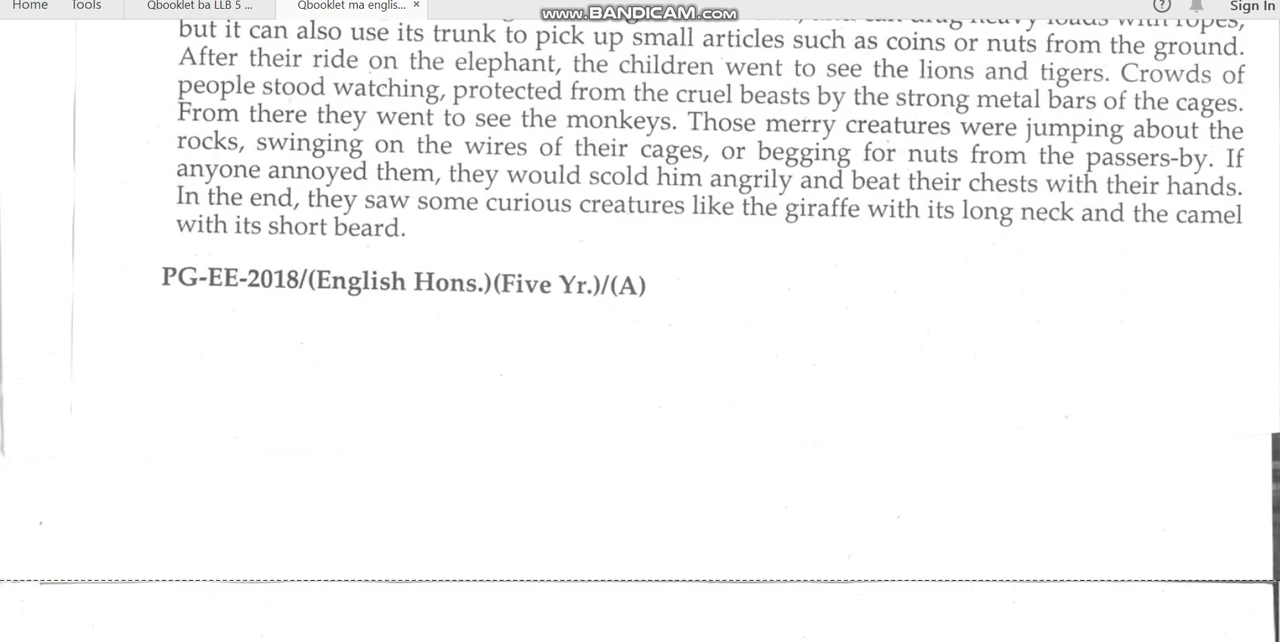 Home Tools Qbooklet ba LLB 5 ... Qbooklet ma englis... × ? Sign In
www.BANDICAM.com
drag heavy loads with ropes,
but it can also use its trunk to pick up small articles such as coins or nuts from the ground.
After their ride on the elephant, the children went to see the lions and tigers. Crowds of
people stood watching, protected from the cruel beasts by the strong metal bars of the cages.
From there they went to see the monkeys. Those merry creatures were jumping about the
rocks, swinging on the wires of their cages, or begging for nuts from the passers-by. If
anyone annoyed them, they would scold him angrily and beat their chests with their hands.
In the end, they saw some curious creatures like the giraffe with its long neck and the camel
with its short beard.
PG-EE-2018/(English Hons.)(Five Yr.)/(A)